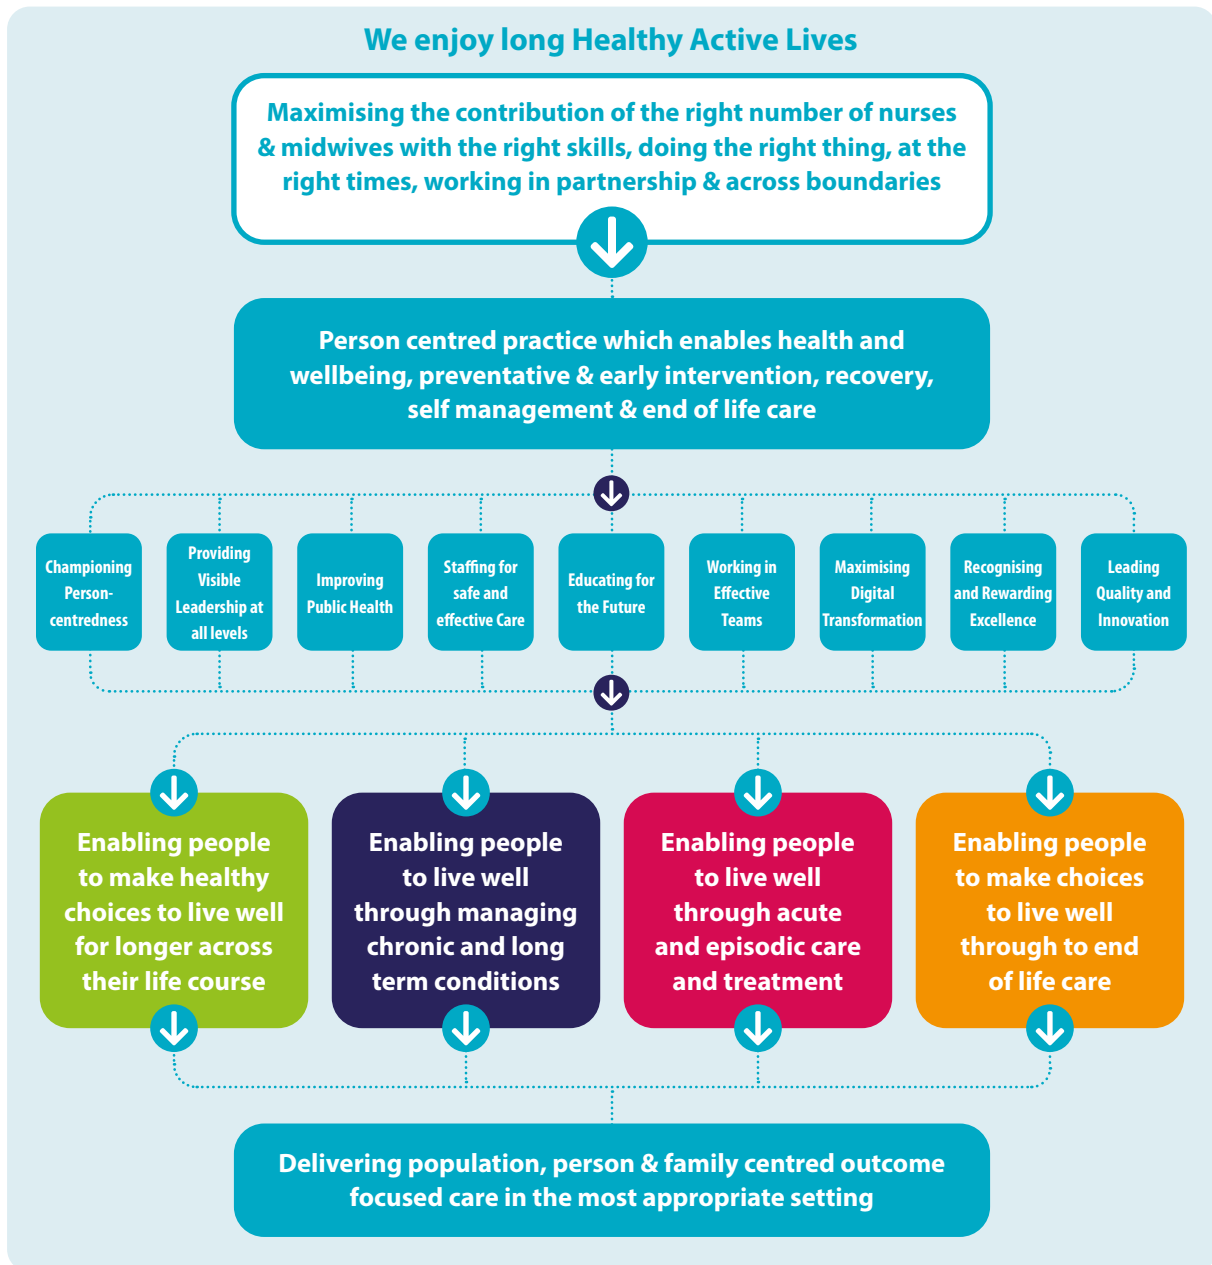 We enjoy long Healthy Active Lives
Maximising the contribution of the right number of nurses
& midwives with the right skills, doing the right thing, at the
right times, working in partnership & across boundaries
Person centred practice which enables health and
wellbeing, preventative & early intervention, recovery,
self management & end of life care
Championing
Person-
centredness
Providing
Visible
Leadership at
all levels
Improving
Public Health
Staffing for
safe and
effective Care
Educating for
the Future
Working in
Effective
Teams
Maximising
Digital
Transformation
Recognising
and Rewarding
Excellence
Leading
Quality and
Innovation
Enabling people
to make healthy
choices to live well
for longer across
their life course
Enabling people
to live well
through managing
chronic and long
term conditions
Enabling people
to live well
through acute
and episodic care
and treatment
Enabling people
to make choices
to live well
through to end
of life care
Delivering population, person & family centred outcome
focused care in the most appropriate setting